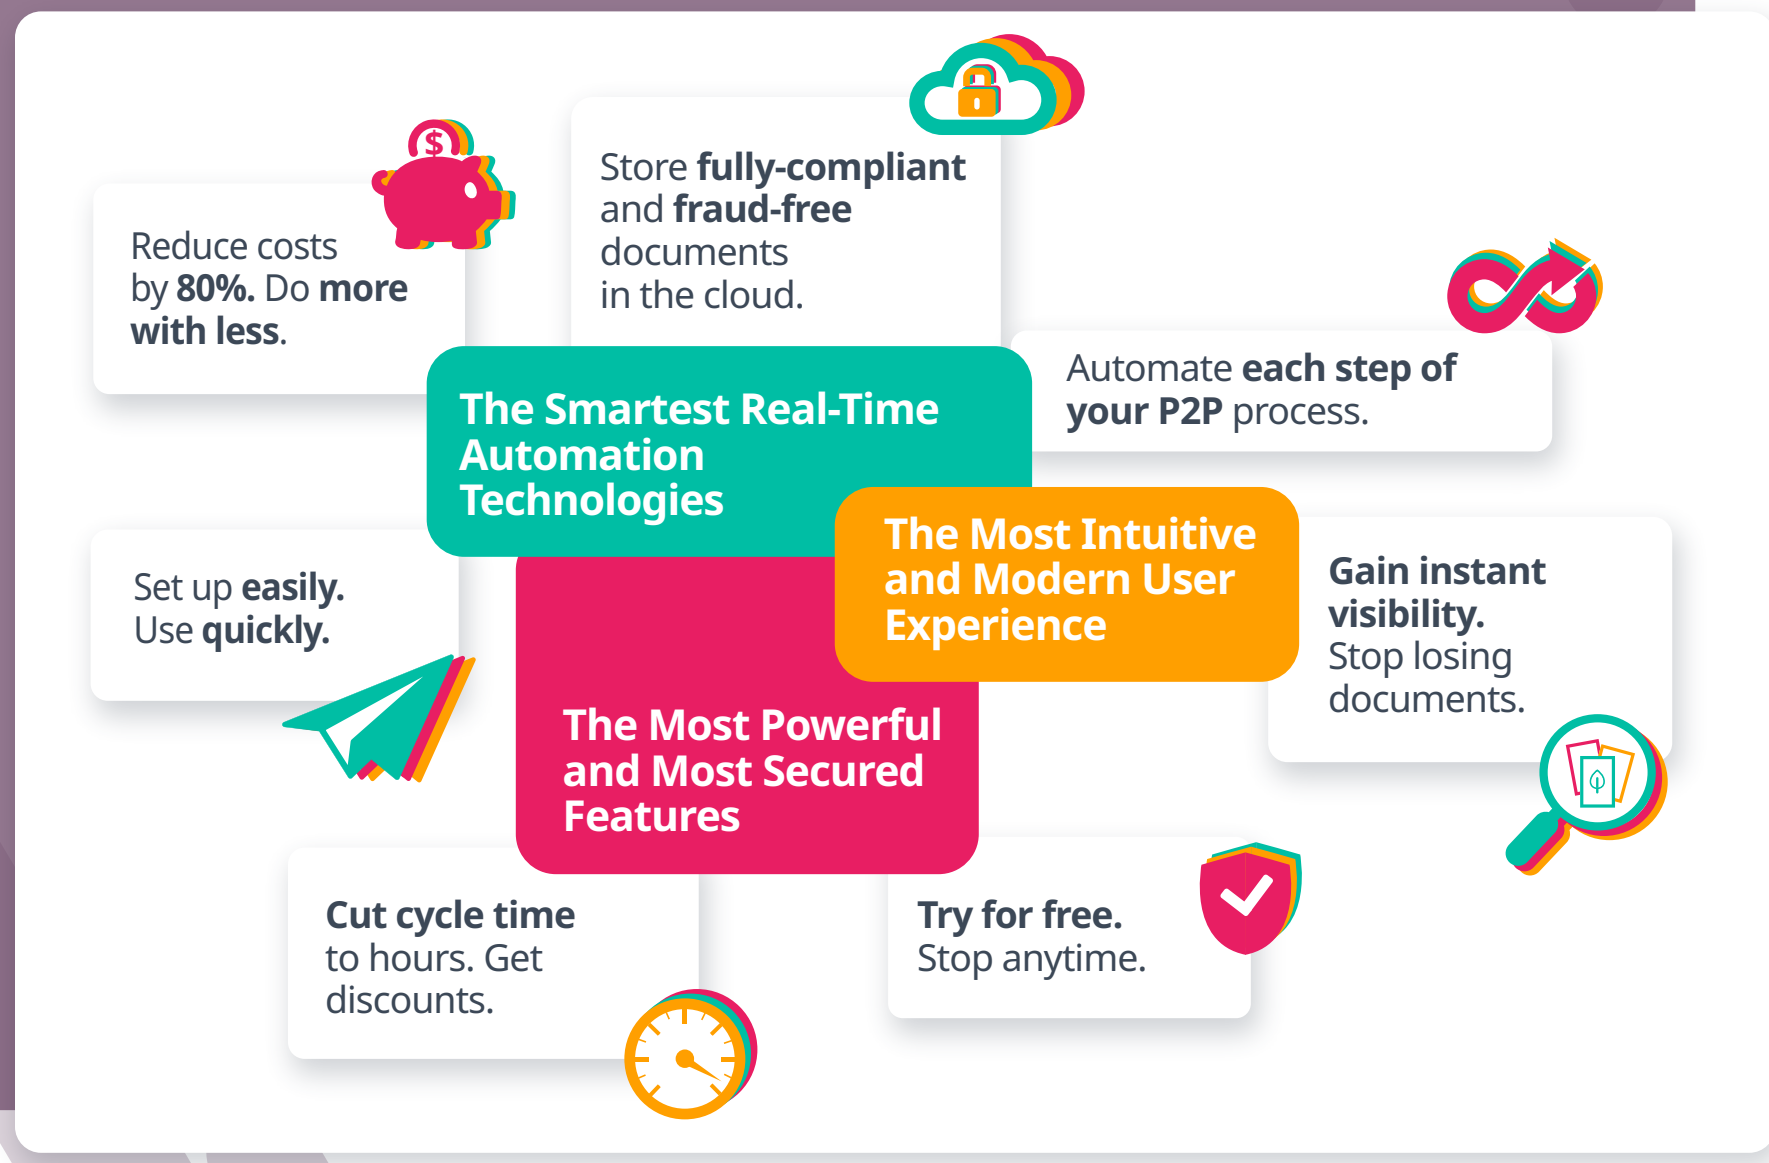 $
Store fully-compliant
and fraud-free
documents
in the cloud.
Reduce costs
by 80%. Do more
with less.
Automate each step of
your P2P process.
The Smartest Real-Time
Automation
Technologies
The Most Intuitive
and Modern User
Experience
Gain instant
visibility.
Stop losing
documents.
Set up easily.
Use quickly.
The Most Powerful
and Most Secured
Features
Cut cycle time
to hours. Get
discounts.
Try for free.
Stop anytime.